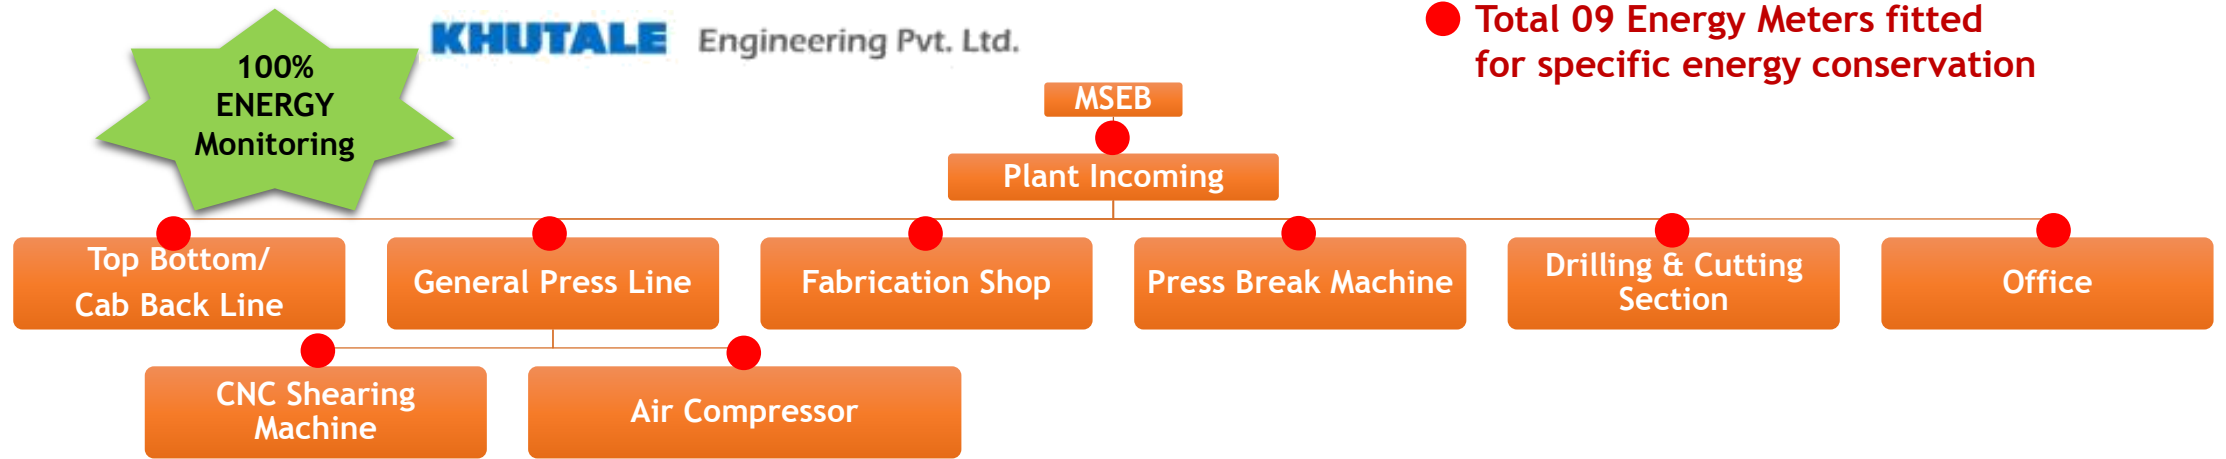 100%
ENERGY
Monitoring
KHUTALE Engineering Pvt. Ltd.
Total 09 Energy Meters fitted
for specific energy conservation
MSEB
Plant Incoming
Top Bottom/
Cab Back Line
General Press Line
Fabrication Shop
Press Break Machine
Drilling & Cutting
Section
Office
CNC Shearing
Machine
Air Compressor